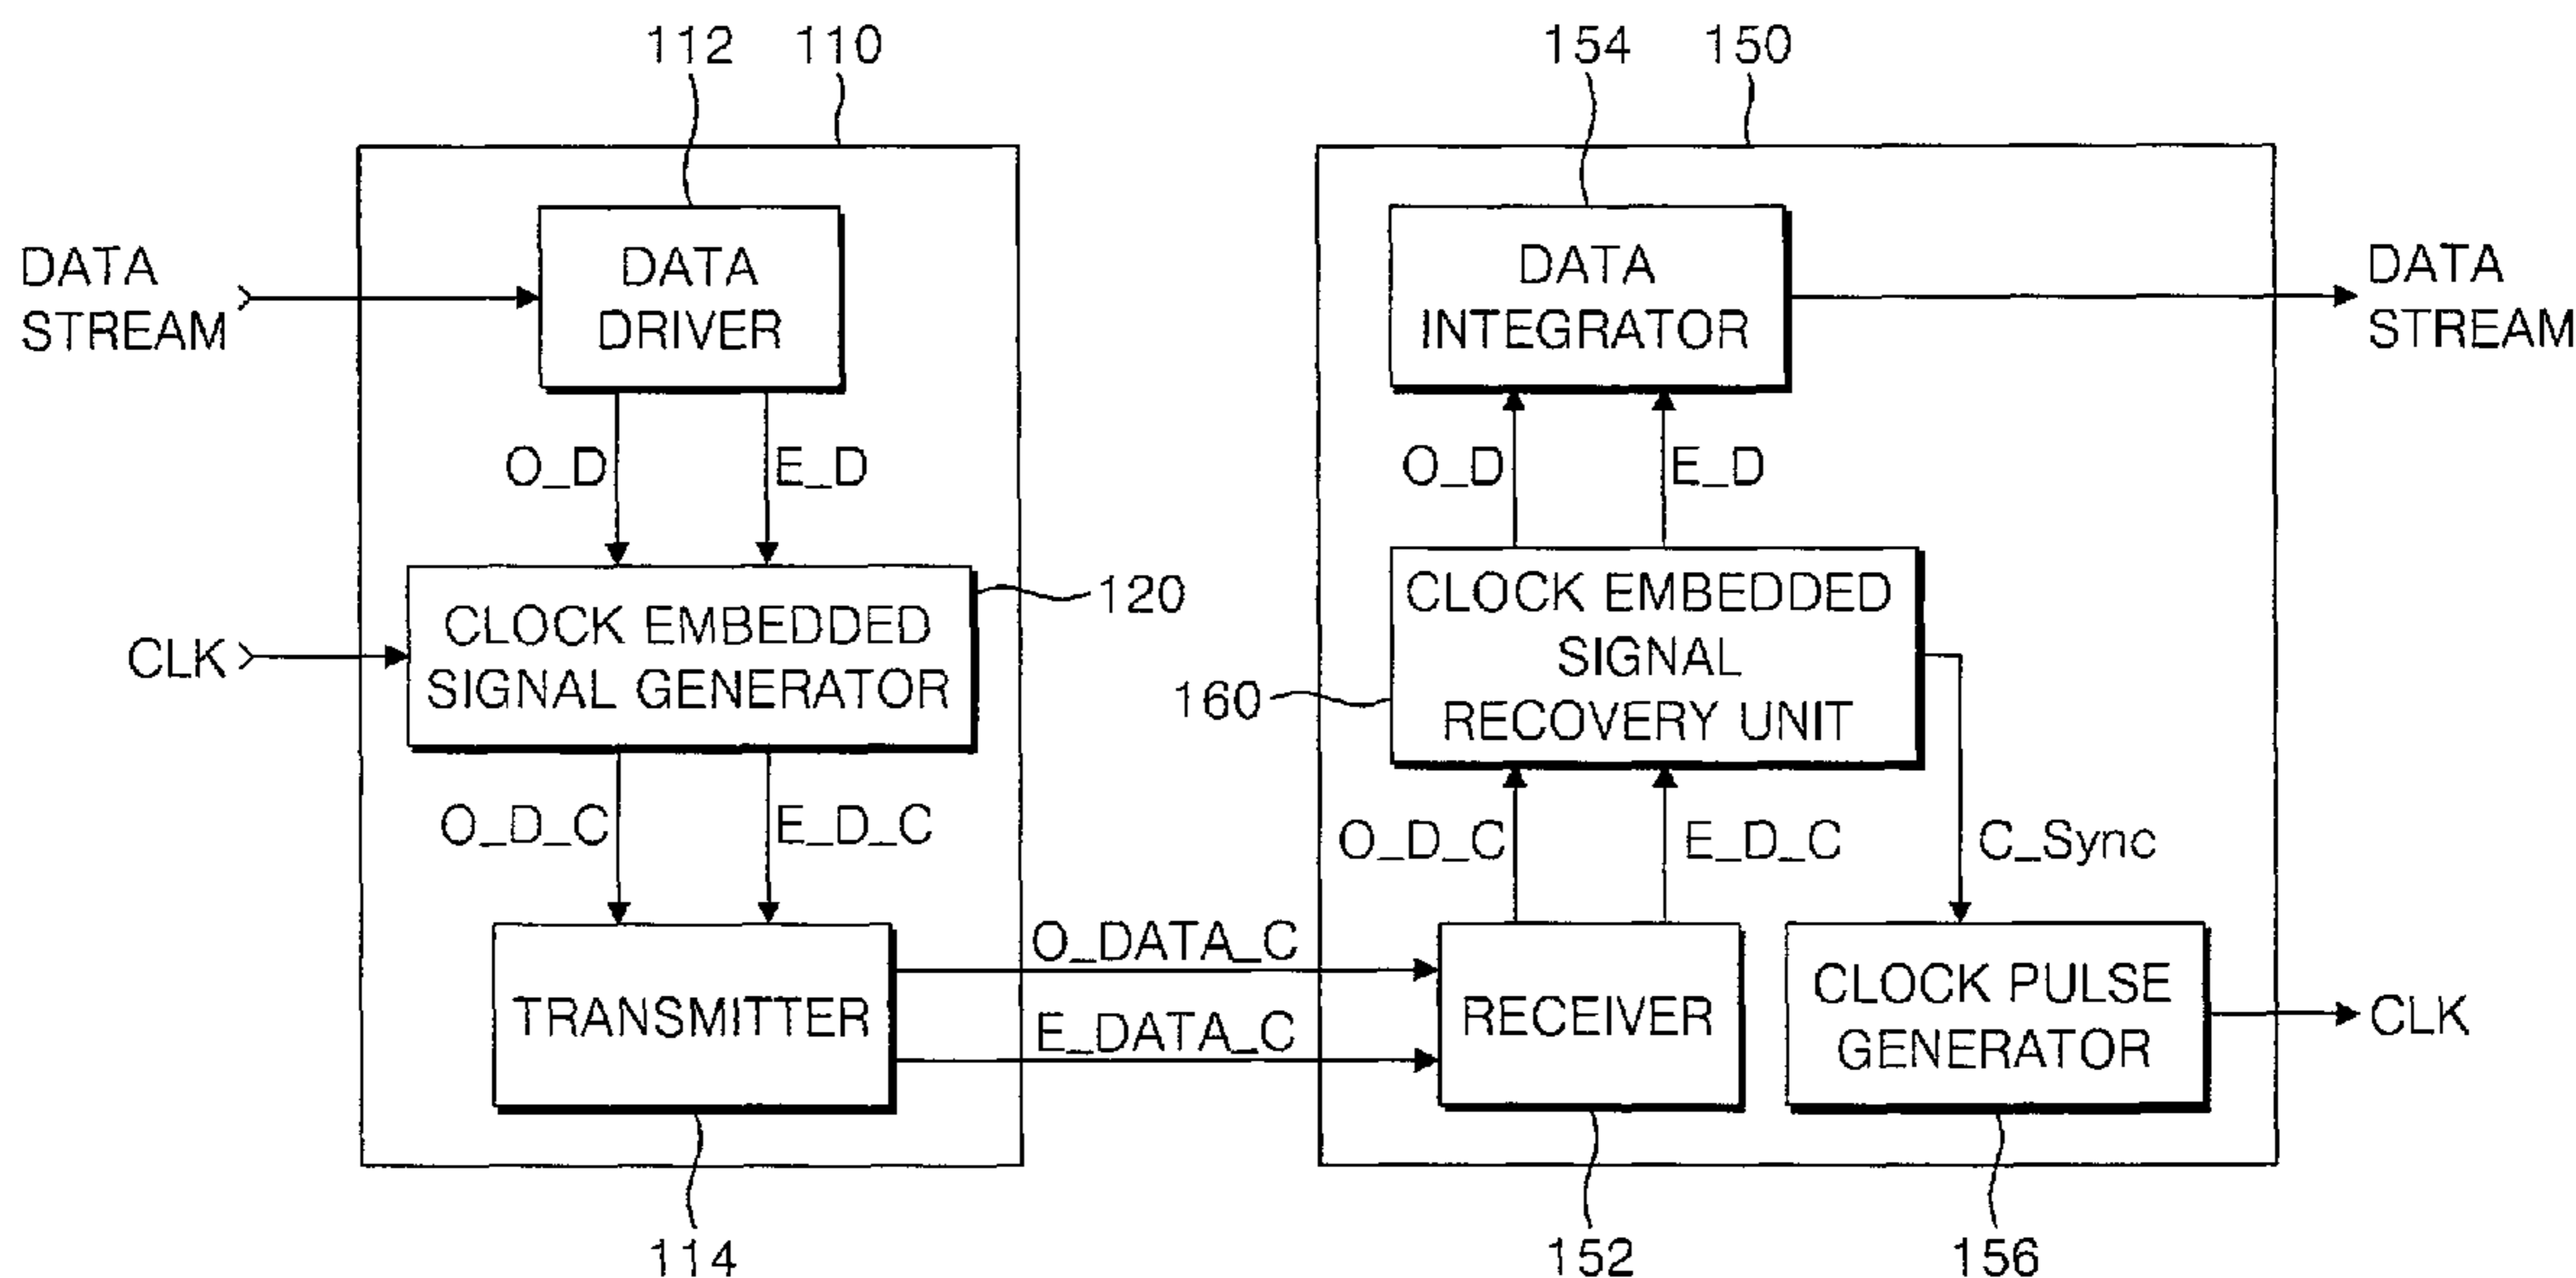 112
110
154
150
DATA
STREAM
DATA
DRIVER
DATA
INTEGRATOR
DATA
STREAM
O_D
E_D
O_D
E_D
CLK
CLOCK EMBEDDED
SIGNAL GENERATOR
120
160
CLOCK EMBEDDED
SIGNAL
RECOVERY UNIT
O_D_C
E_D_C
O_D_C
E_D_C
C_Sync
TRANSMITTER
O_DATA_C
E_DATA_C
RECEIVER
CLOCK PULSE
GENERATOR
CLK
114
152
156